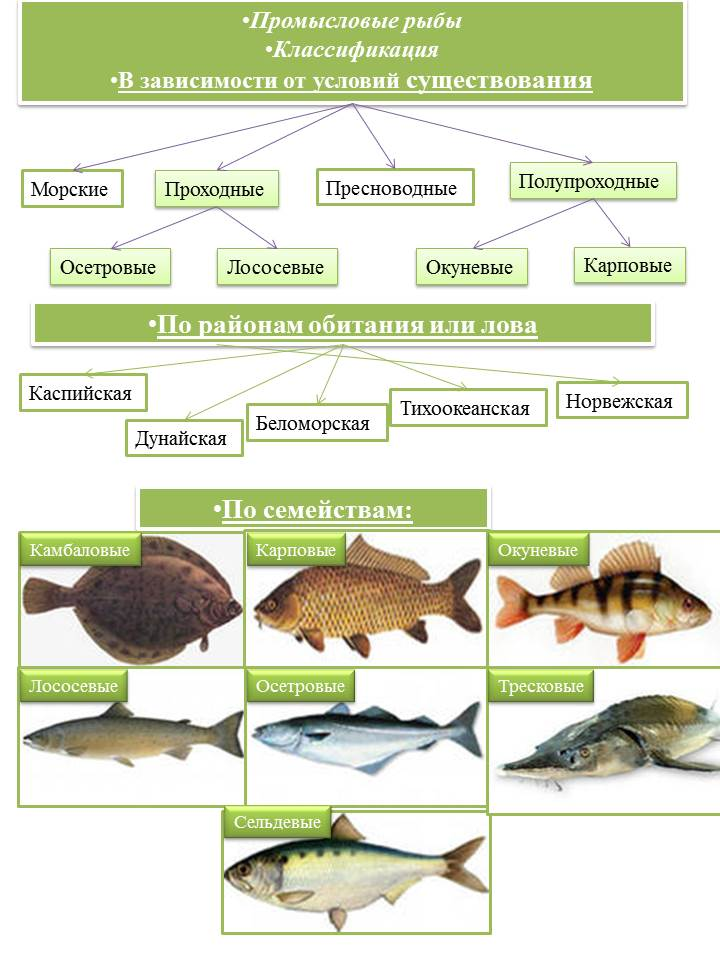 •Промысловые рыбы
•Классификация
•В зависимости от условий существования
Морские
Проходные
Пресноводные
Полупроходные
Осетровые
Лососевые
Окуневые
Карповые
•По районам обитания или лова
Каспийская
Дунайская
Беломорская
Тихоокеанская
Норвежская
•По семействам:
Камбаловые
Карповые
Окуневые
Лососевые
Осетровые
Тресковые
Сельдевые